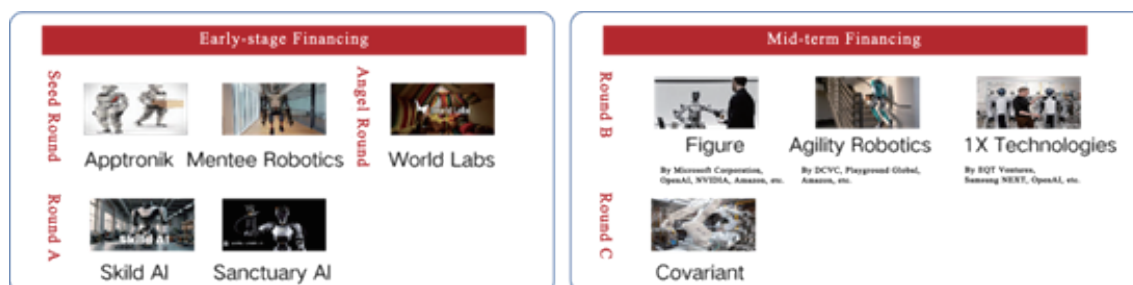 Early-stage Financing
Seed Round
Apptronik
Mentee Robotics
Angel Round
World Labs
Round A
Skild AI
Skild AI
Sanctuary AI
Mid-term Financing
Round B
Figure
By Microsoft Corporation,
OpenAI, NVIDIA, Amazon, etc.
Agility Robotics
By DCVC, Playground Global,
Amazon, etc.
1X Technologies
By EQT Ventures,
Samsung NEXT, OpenAI, etc.
Round C
Covariant